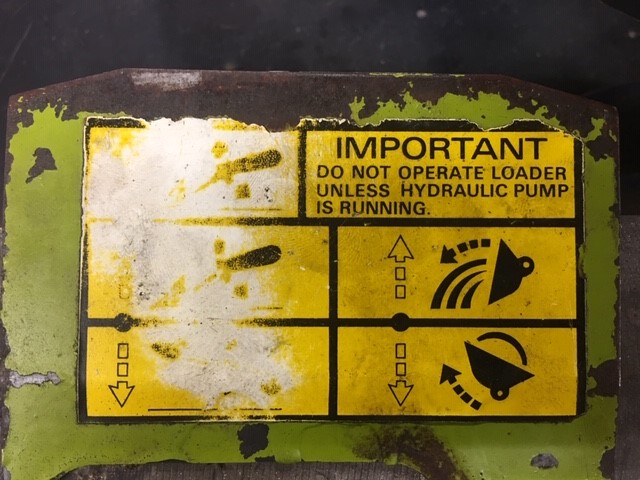 IMPORTANT
DO NOT OPERATE LOADER
UNLESS HYDRAULIC PUMP
IS RUNNING.